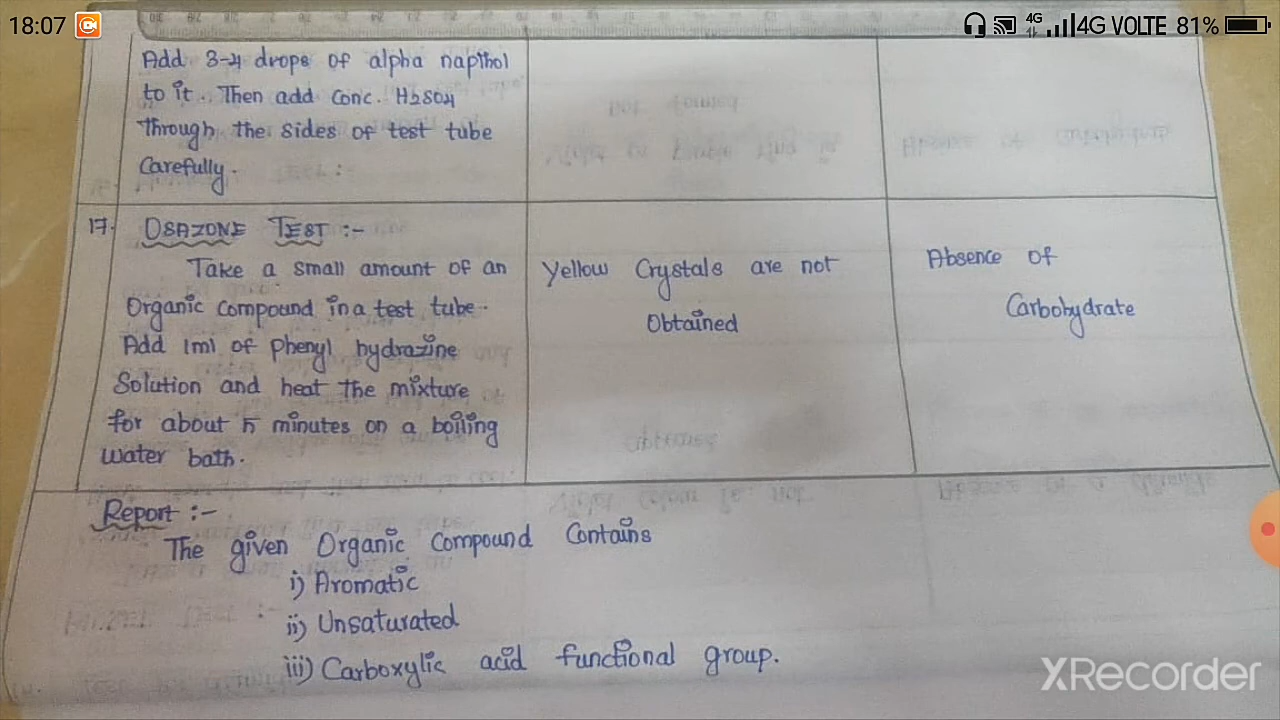 18:07
4G 4G VOLTE 81%
Add 3-4 drops of alpha napthol
to it. Then add conc. H2SO4
through the sides of test tube
Carefully.
17. OSAZONE TEST :-
Take a small amount of an
Organic Compound in a test tube.
Add 1ml of phenyl hydrazine
Solution and heat the mixture
for about 5 minutes on a boiling
water bath.
Yellow Crystals are not
Obtained
Absence of
Carbohydrate
Report :-
The given Organic Compound Contains
i) Aromatic
ii) Unsaturated
iii) Carboxylic acid functional group.
XRecorder